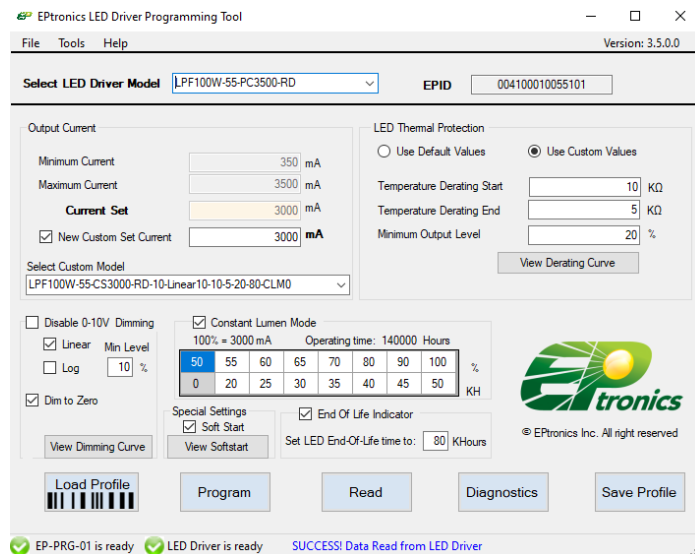 EPtronics LED Driver Programming Tool
File Tools Help Version: 3.5.0.0
Select LED Driver Model LPF100W-55-PC3500-RD EPID 004100010055101
Output Current
Minimum Current 350 mA
Maximum Current 3500 mA
Current Set 3000 mA
New Custom Set Current 3000 mA
Select Custom Model
LPF100W-55-CS3000-RD-10-Linear10-10-5-20-80-CLM0
LED Thermal Protection
Use Default Values Use Custom Values
Temperature Derating Start 10 KΩ
Temperature Derating End 5 KΩ
Minimum Output Level 20 %
View Derating Curve
Disable 0-10V Dimming
Linear Min Level
Log 10 %
Dim to Zero
View Dimming Curve
Constant Lumen Mode
100% = 3000 mA Operating time: 140000 Hours
50 55 60 65 70 80 90 100 %
0 20 25 30 35 40 45 50 KH
Special Settings
Soft Start
View Softstart
End Of Life Indicator
Set LED End-Of-Life time to: 80 KHours
EPtronics
© EPtronics Inc. All right reserved
Load Profile
Program
Read
Diagnostics
Save Profile
EP-PRG-01 is ready LED Driver is ready SUCCESS! Data Read from LED Driver